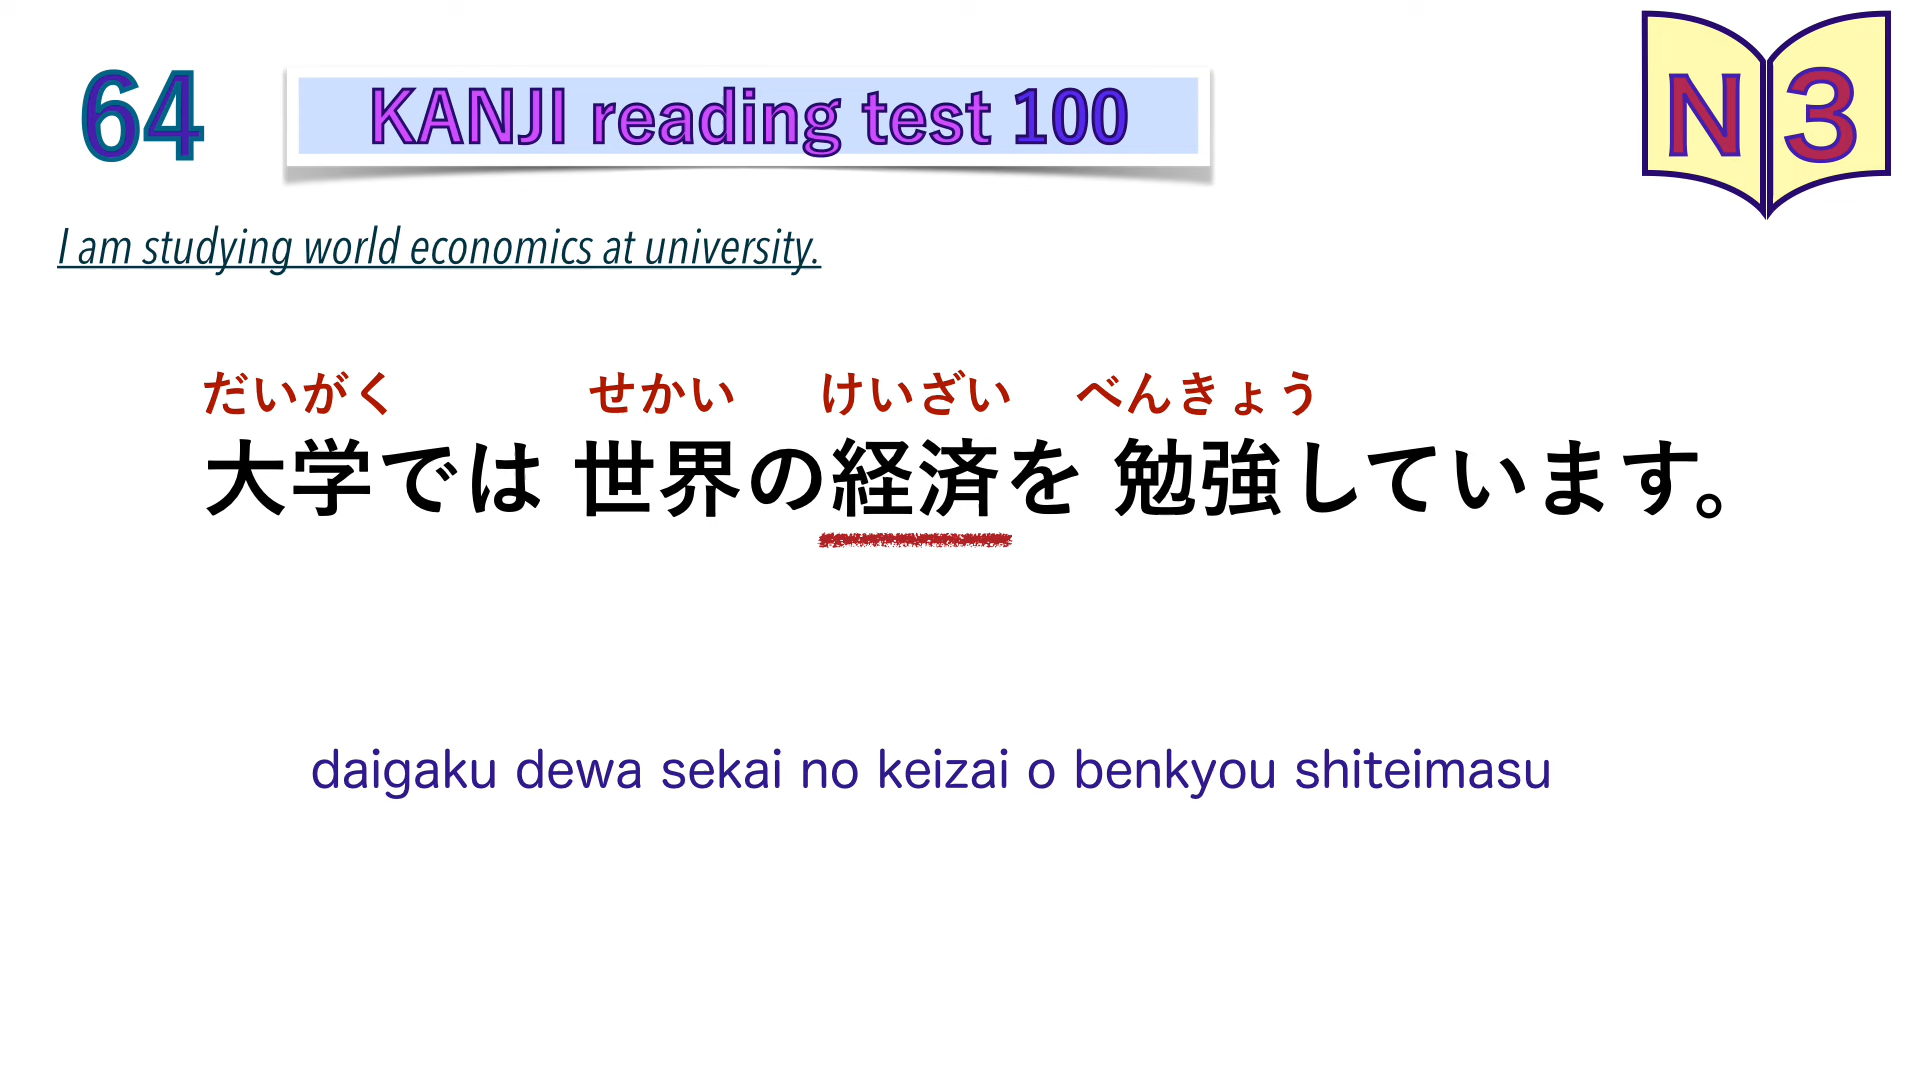 64
KANJI reading test 100
N3
I am studying world economics at university.
だいがく せかい けいざい べんきょう
大学では 世界の経済を 勉強しています。
daigaku dewa sekai no keizai o benkyou shiteimasu